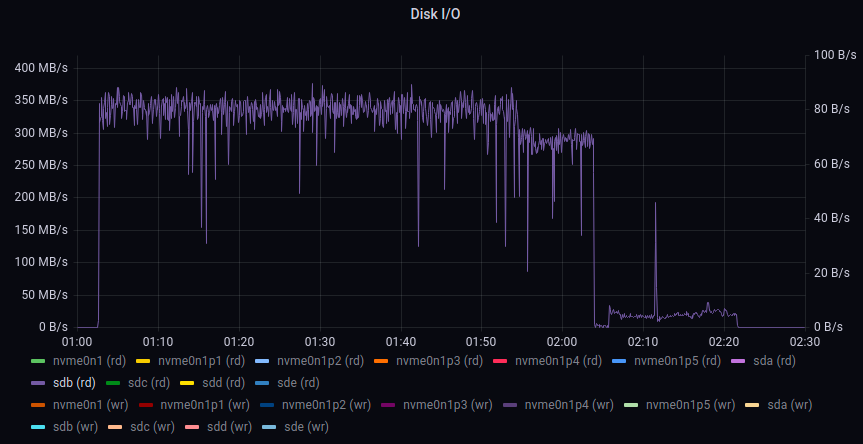 Disk I/O
400 MB/s
350 MB/s
300 MB/s
250 MB/s
200 MB/s
150 MB/s
100 MB/s
50 MB/s
0 B/s
100 B/s
80 B/s
60 B/s
40 B/s
20 B/s
0 B/s
01:00 01:10 01:20 01:30 01:40 01:50 02:00 02:10 02:20 02:30
nvme0n1 (rd) nvme0n1p1 (rd) nvme0n1p2 (rd) nvme0n1p3 (rd) nvme0n1p4 (rd) nvme0n1p5 (rd) sda (rd)
sdb (rd) sdc (rd) sdd (rd) sde (rd)
nvme0n1 (wr) nvme0n1p1 (wr) nvme0n1p2 (wr) nvme0n1p3 (wr) nvme0n1p4 (wr) nvme0n1p5 (wr) sda (wr)
sdb (wr) sdc (wr) sdd (wr) sde (wr)